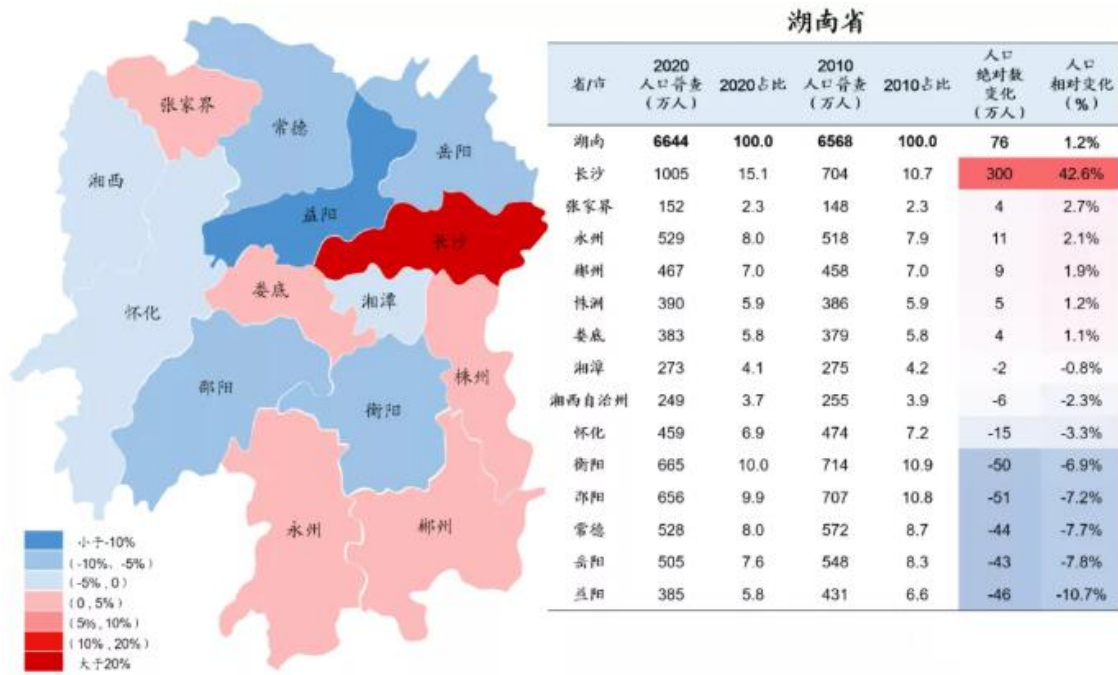 湖南省
省/市 2020人口普查（万人） 2020占比 2010人口普查（万人） 2010占比 人口绝对数变化（万人） 人口相对变化（%）
湖南 6644 100.0 6568 100.0 76 1.2%
长沙 1005 15.1 704 10.7 300 42.6%
张家界 152 2.3 148 2.3 4 2.7%
永州 529 8.0 518 7.9 11 2.1%
郴州 467 7.0 458 7.0 9 1.9%
株洲 390 5.9 386 5.9 5 1.2%
娄底 383 5.8 379 5.8 4 1.1%
湘潭 273 4.1 275 4.2 -2 -0.8%
湘西自治州 249 3.7 255 3.9 -6 -2.3%
怀化 459 6.9 474 7.2 -15 -3.3%
衡阳 665 10.0 714 10.9 -50 -6.9%
邵阳 656 9.9 707 10.8 -51 -7.2%
常德 528 8.0 572 8.7 -44 -7.7%
岳阳 505 7.6 548 8.3 -43 -7.8%
益阳 385 5.8 431 6.6 -46 -10.7%
张家界
常德
岳阳
湘西
益阳
长沙
娄底
湘潭
怀化
株州
邵阳
衡阳
永州
郴州
小于-10%
(-10%、-5%)
(-5%,0)
(0,5%)
(5%,10%)
(10%,20%)
大于20%